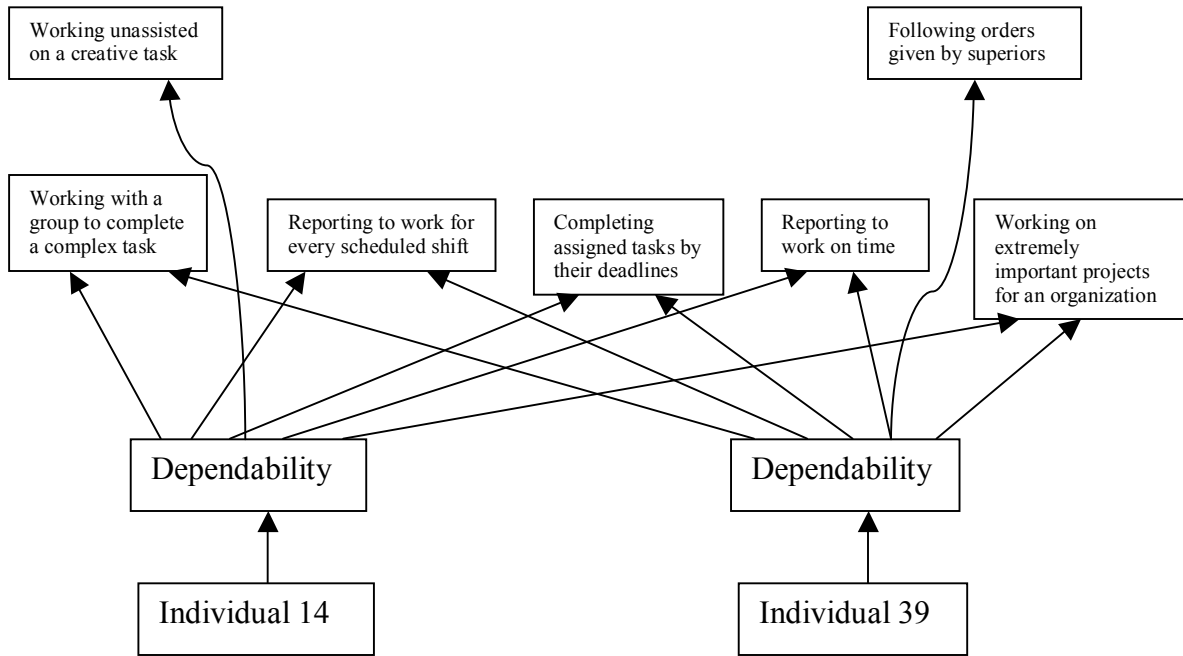 Working unassisted
on a creative task
Following orders
given by superiors
Working with a
group to complete
a complex task
Reporting to work for
every scheduled shift
Completing
assigned tasks by
their deadlines
Reporting to
work on time
Working on
extremely
important projects
for an organization
Dependability
Dependability
Individual 14
Individual 39